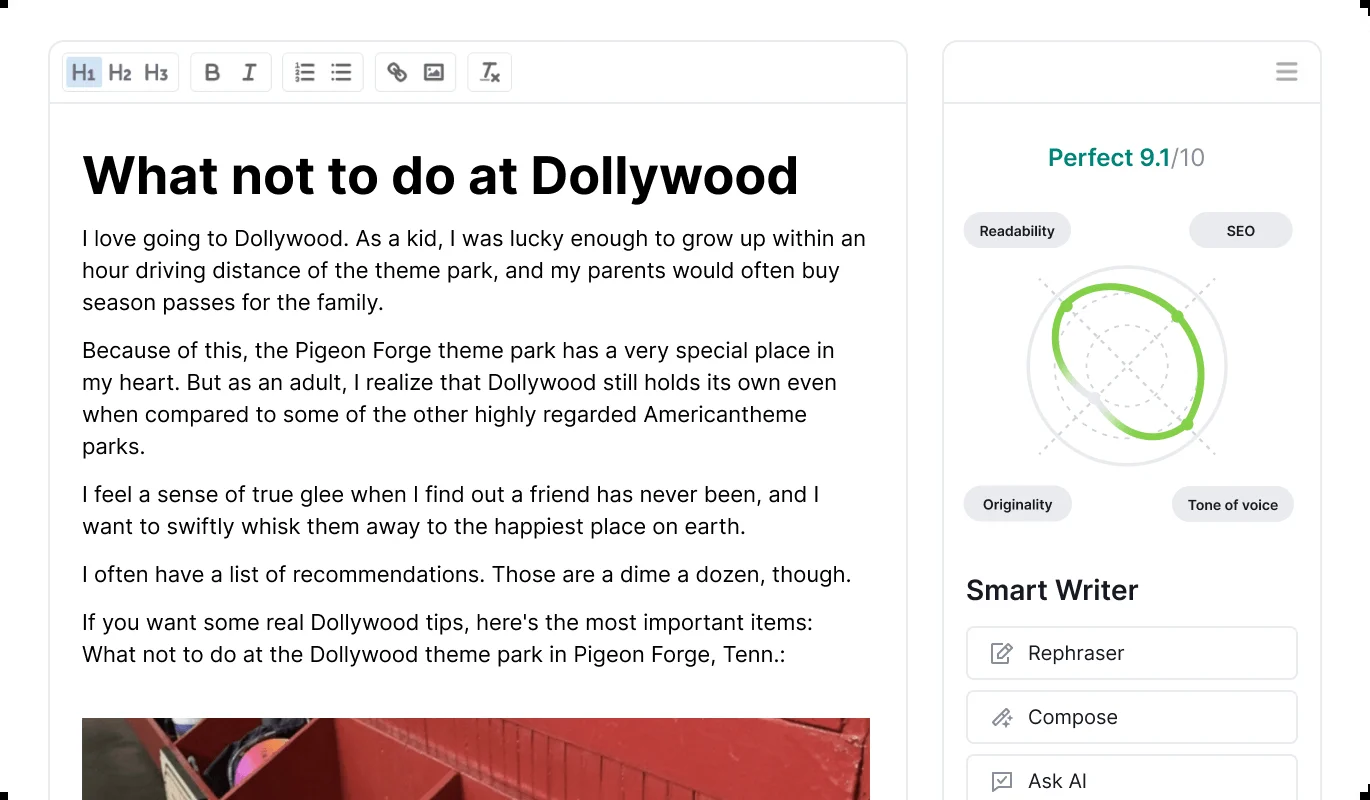 H1 H2 H3 B I
What not to do at Dollywood
I love going to Dollywood. As a kid, I was lucky enough to grow up within an
hour driving distance of the theme park, and my parents would often buy
season passes for the family.
Because of this, the Pigeon Forge theme park has a very special place in
my heart. But as an adult, I realize that Dollywood still holds its own even
when compared to some of the other highly regarded Americantheme
parks.
I feel a sense of true glee when I find out a friend has never been, and I
want to swiftly whisk them away to the happiest place on earth.
I often have a list of recommendations. Those are a dime a dozen, though.
If you want some real Dollywood tips, here's the most important items:
What not to do at the Dollywood theme park in Pigeon Forge, Tenn.:
Perfect 9.1/10
Readability
SEO
Originality
Tone of voice
Smart Writer
Rephraser
Compose
Ask AI